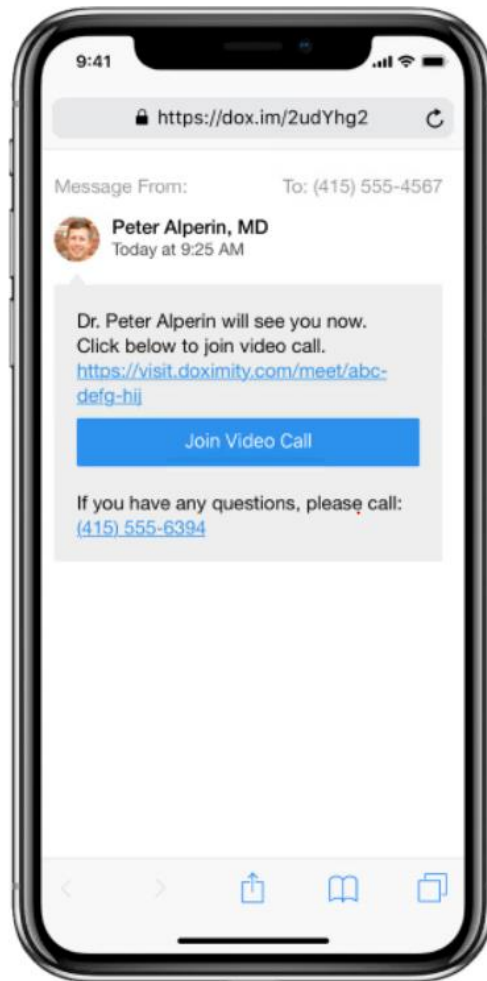 9:41
https://dox.im/2udYhg2
Message From: To: (415) 555-4567
Peter Alperin, MD
Today at 9:25 AM
Dr. Peter Alperin will see you now.
Click below to join video call.
https://visit.doximity.com/meet/abc-
defg-hij
Join Video Call
If you have any questions, please call:
(415) 555-6394